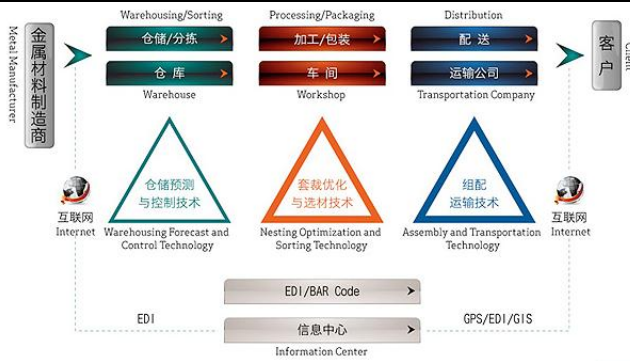 Warehousing/Sorting
Processing/Packaging
Distribution
仓储/分拣
加工/包装
配 送
仓 库
车 间
运输公司
Warehouse
Workshop
Transportation Company
金属材料制造商
Metal Manufacturer
客户
Client
仓储预测
与控制技术
套裁优化
与选材技术
组配
运输技术
互联网
Internet
Warehousing Forecast and
Control Technology
Nesting Optimization and
Sorting Technology
Assembly and Transportation
Technology
互联网
Internet
EDI/BAR Code
EDI
信息中心
GPS/EDI/GIS
Information Center